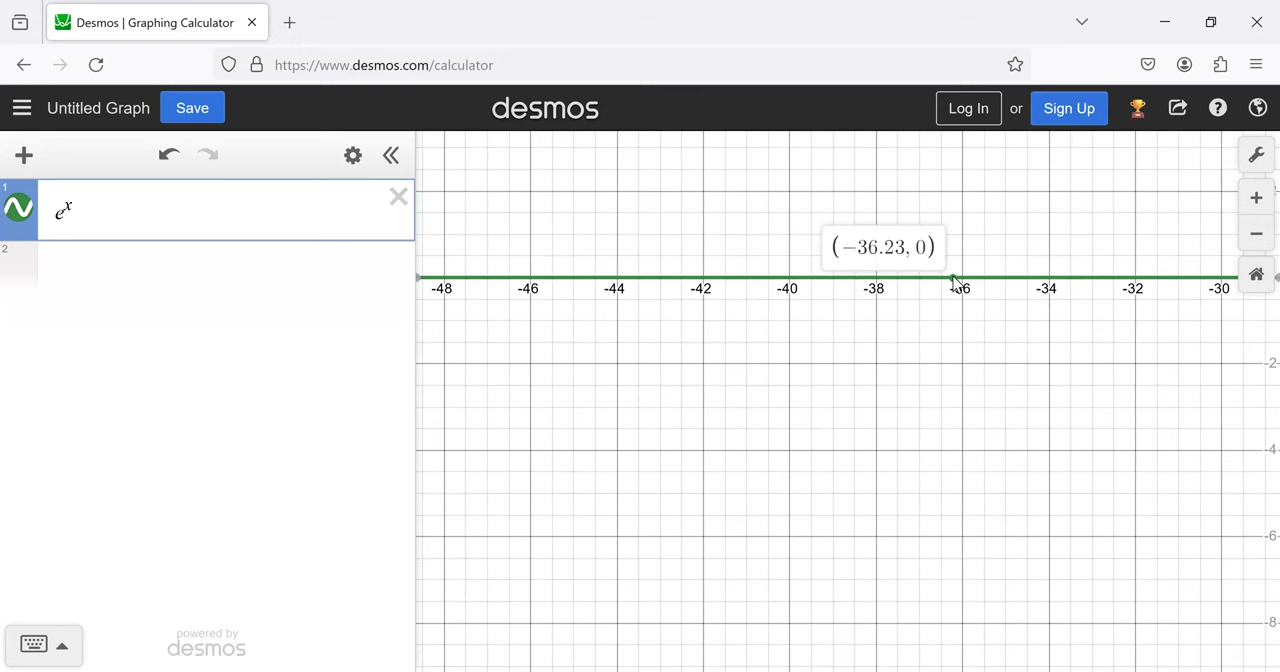 Desmos | Graphing Calculator
https://www.desmos.com/calculator
Untitled Graph
Save
desmos
Log In
or
Sign Up
1
e^x
2
(−36.23, 0)
-48
-46
-44
-42
-40
-38
-36
-34
-32
-30
-2
-4
-6
-8
powered by
desmos